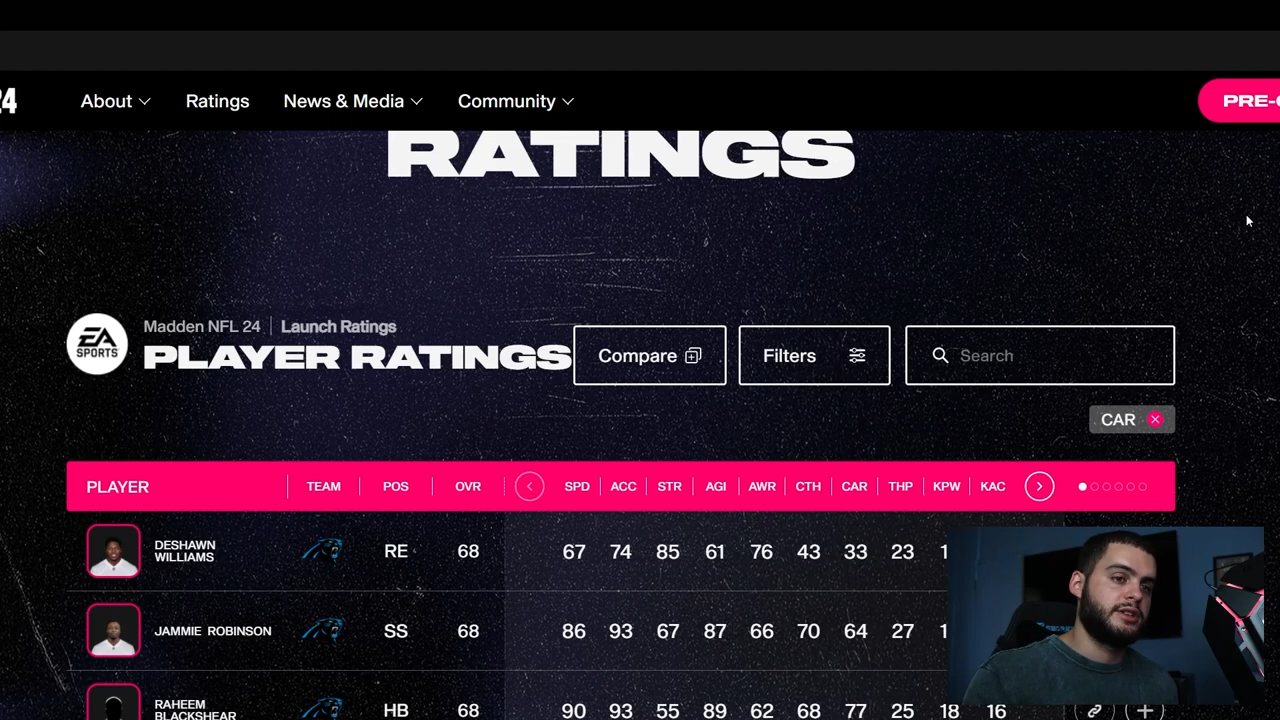 24
About
Ratings
News & Media
Community
PRE-
RATINGS
EA SPORTS
Madden NFL 24 | Launch Ratings
PLAYER RATINGS
Compare
Filters
Search
CAR
PLAYER TEAM POS OVR SPD ACC STR AGI AWR CTH CAR THP KPW KAC
DESHAWN WILLIAMS RE 68 67 74 85 61 76 43 33 23 1
JAMMIE ROBINSON SS 68 86 93 67 87 66 70 64 27 1
RAHEEM BLACKSHEAR HB 68 90 93 55 89 62 68 77 25 18 16